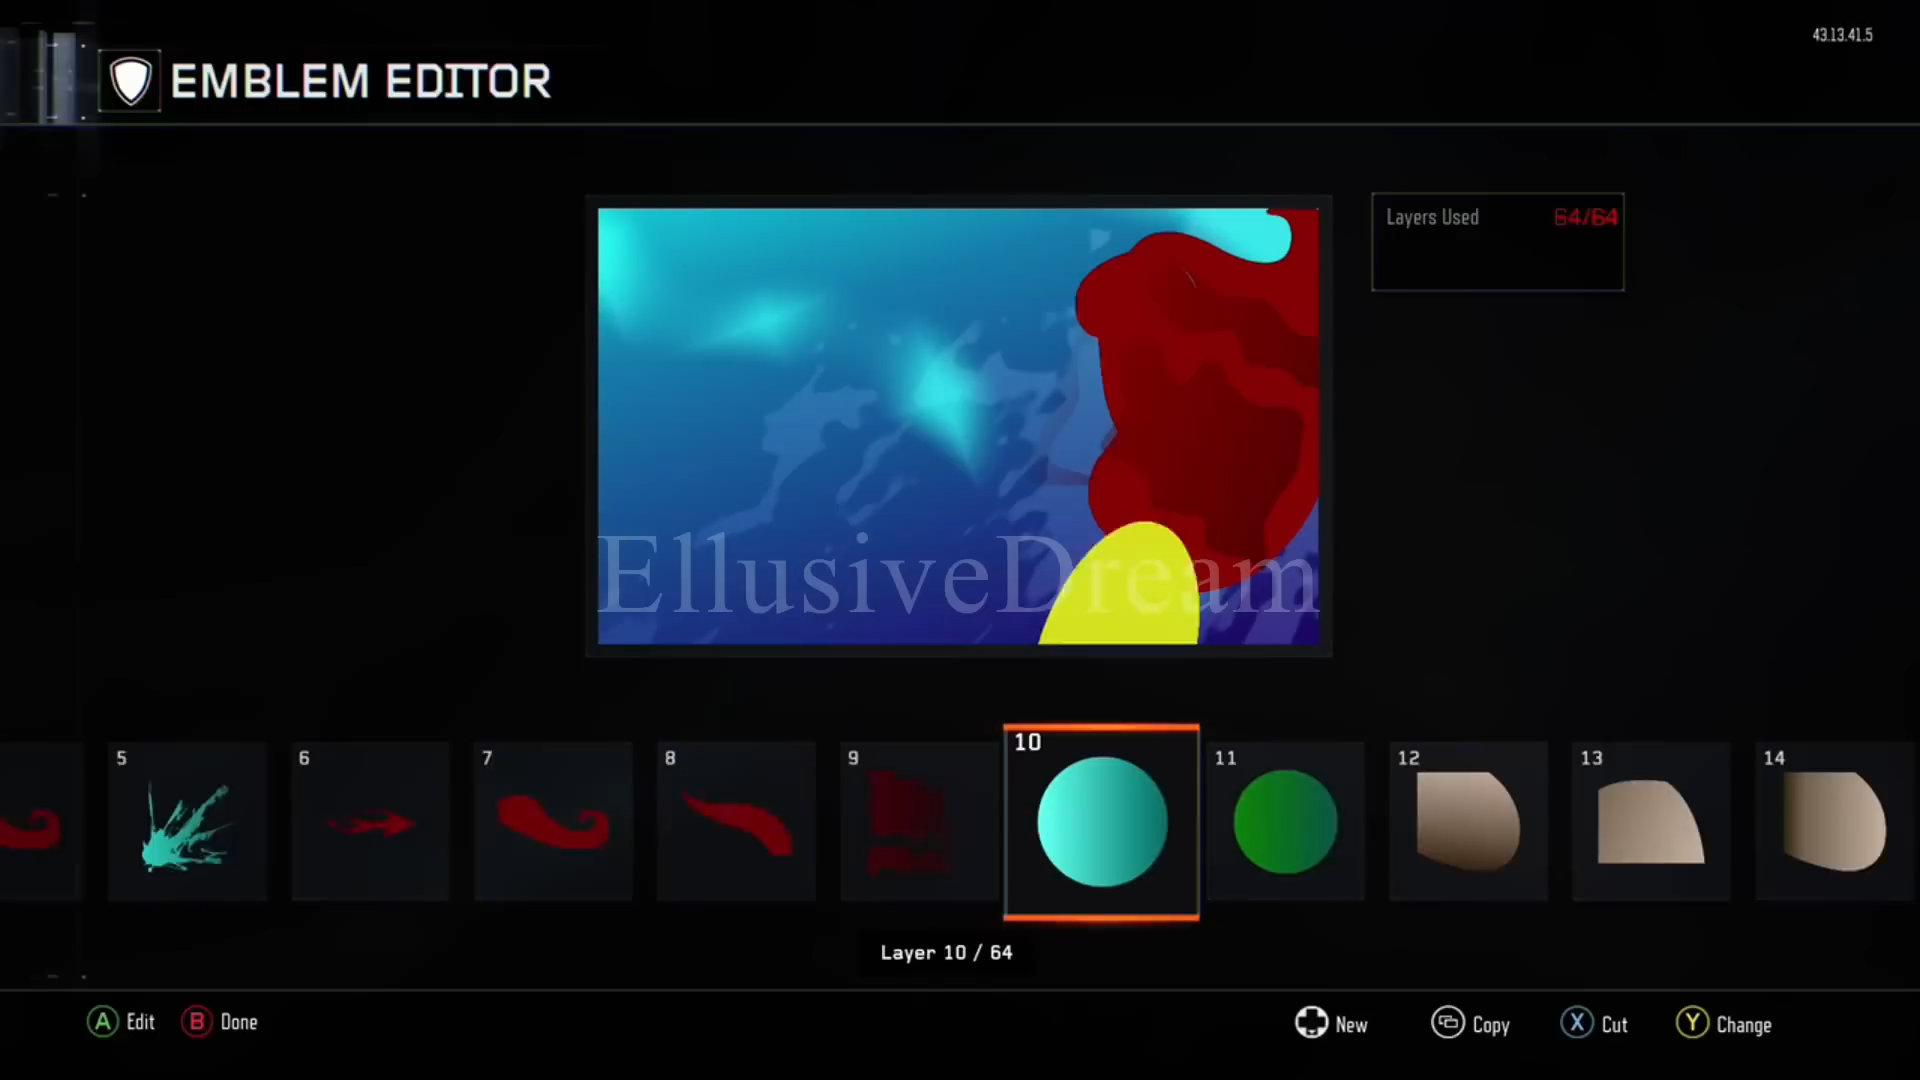 43.13.41.5
EMBLEM EDITOR
Layers Used 64/64
EllusiveDream
5 6 7 8 9 10 11 12 13 14
Layer 10 / 64
A Edit B Done New Copy X Cut Y Change